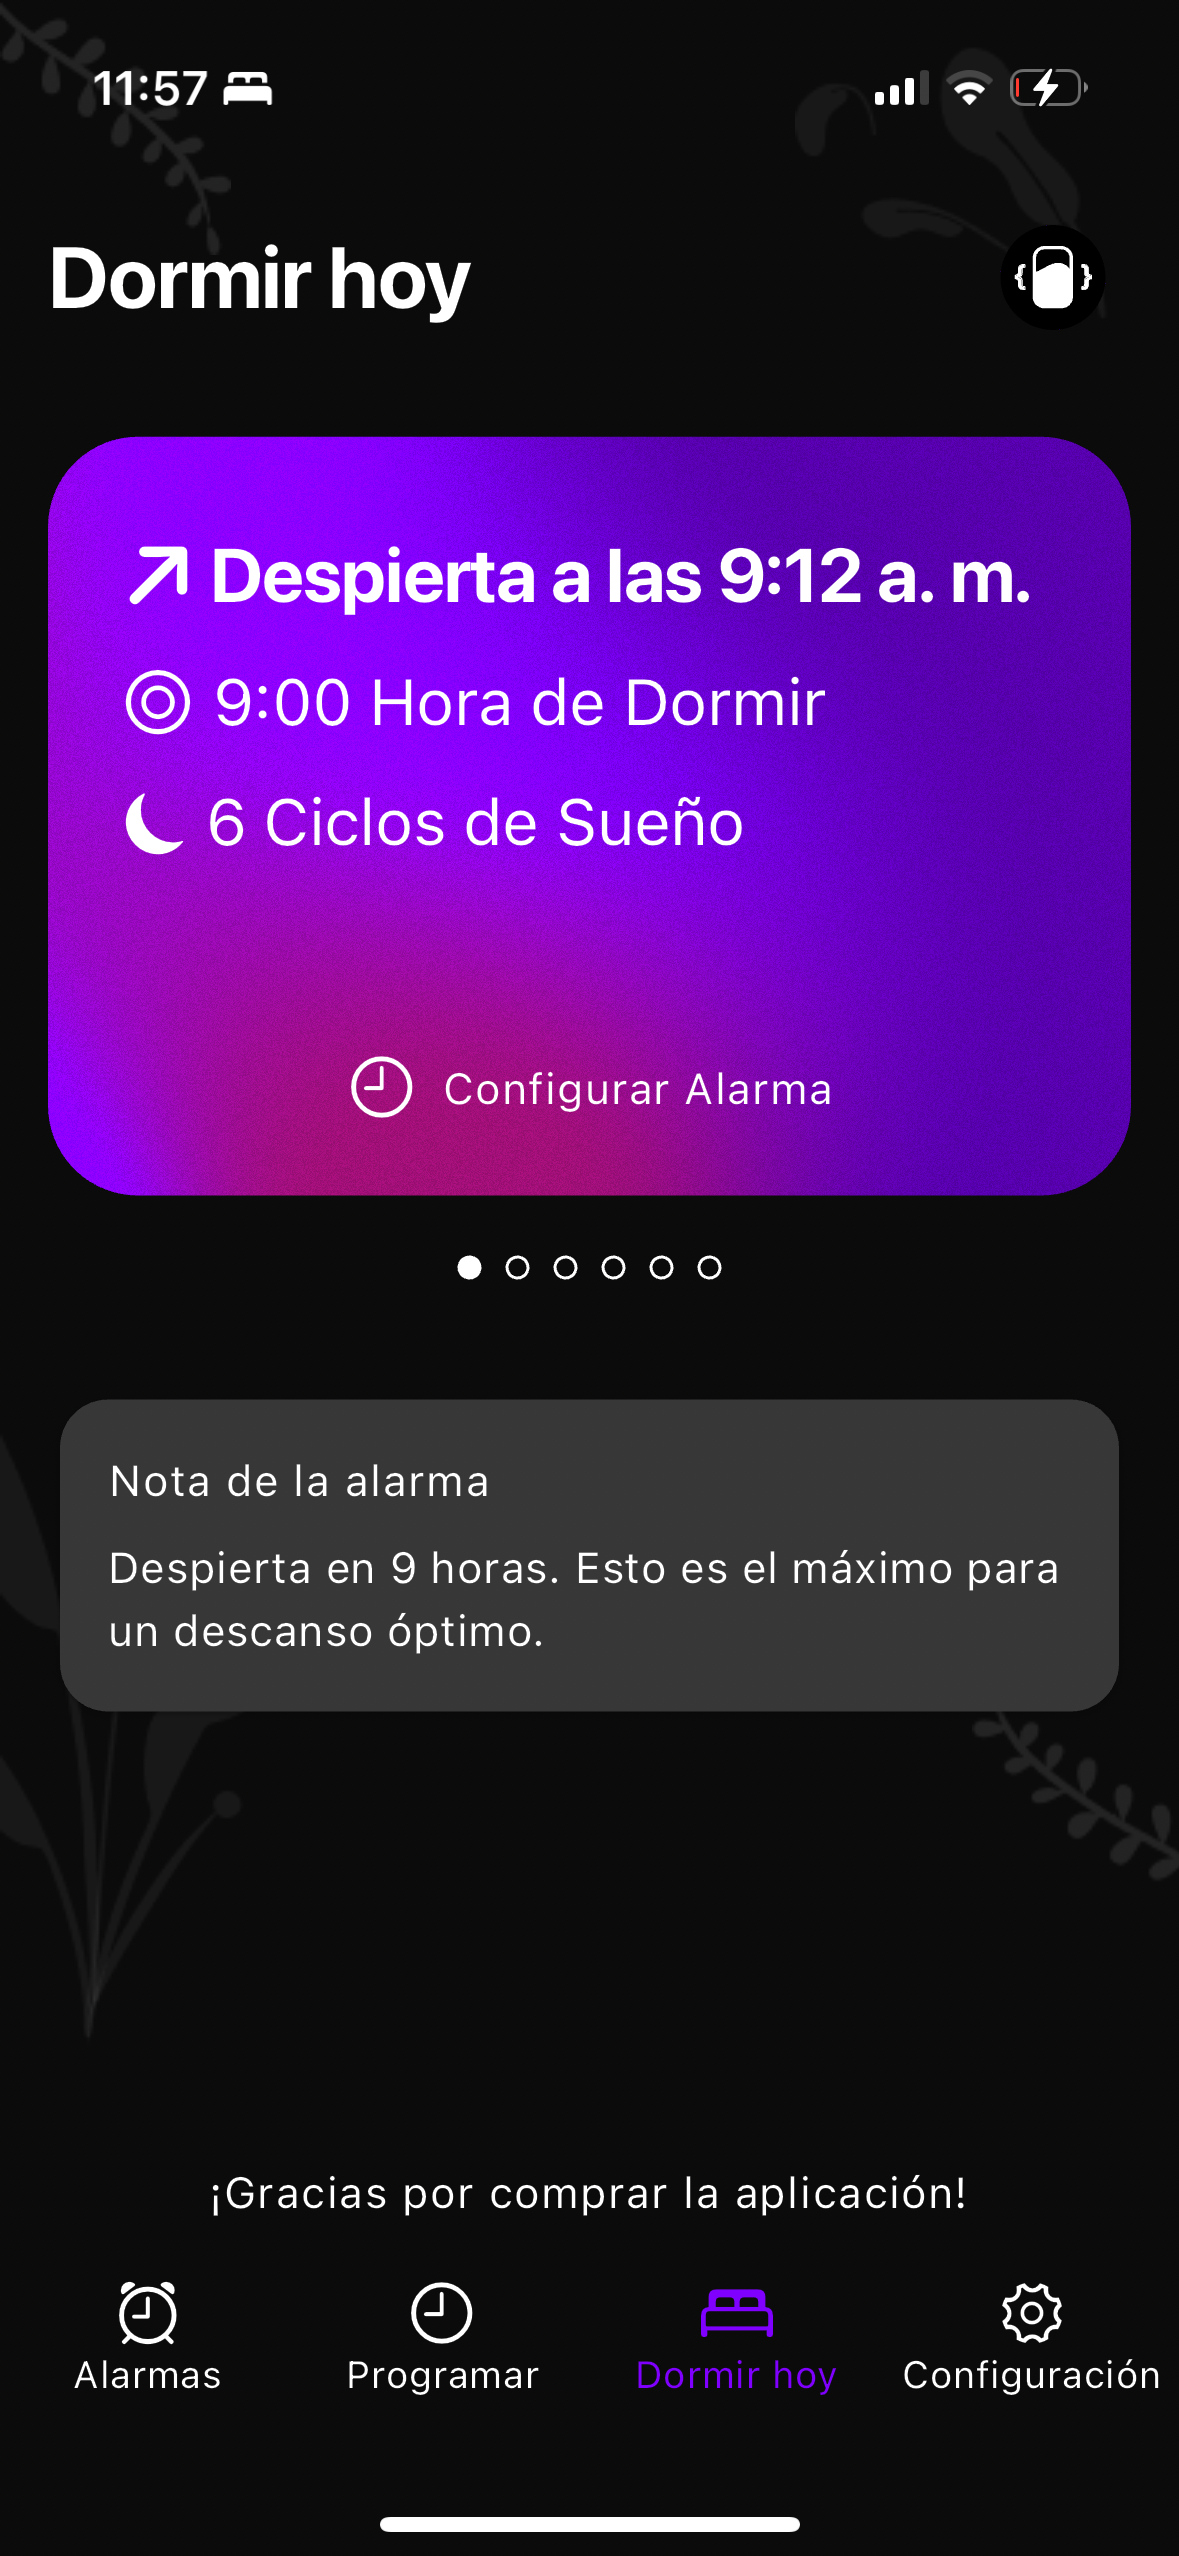 11:57
Dormir hoy
Despierta a las 9:12 a. m.
9:00 Hora de Dormir
6 Ciclos de Sueño
Configurar Alarma
Nota de la alarma
Despierta en 9 horas. Esto es el máximo para
un descanso óptimo.
¡Gracias por comprar la aplicación!
Alarmas
Programar
Dormir hoy
Configuración